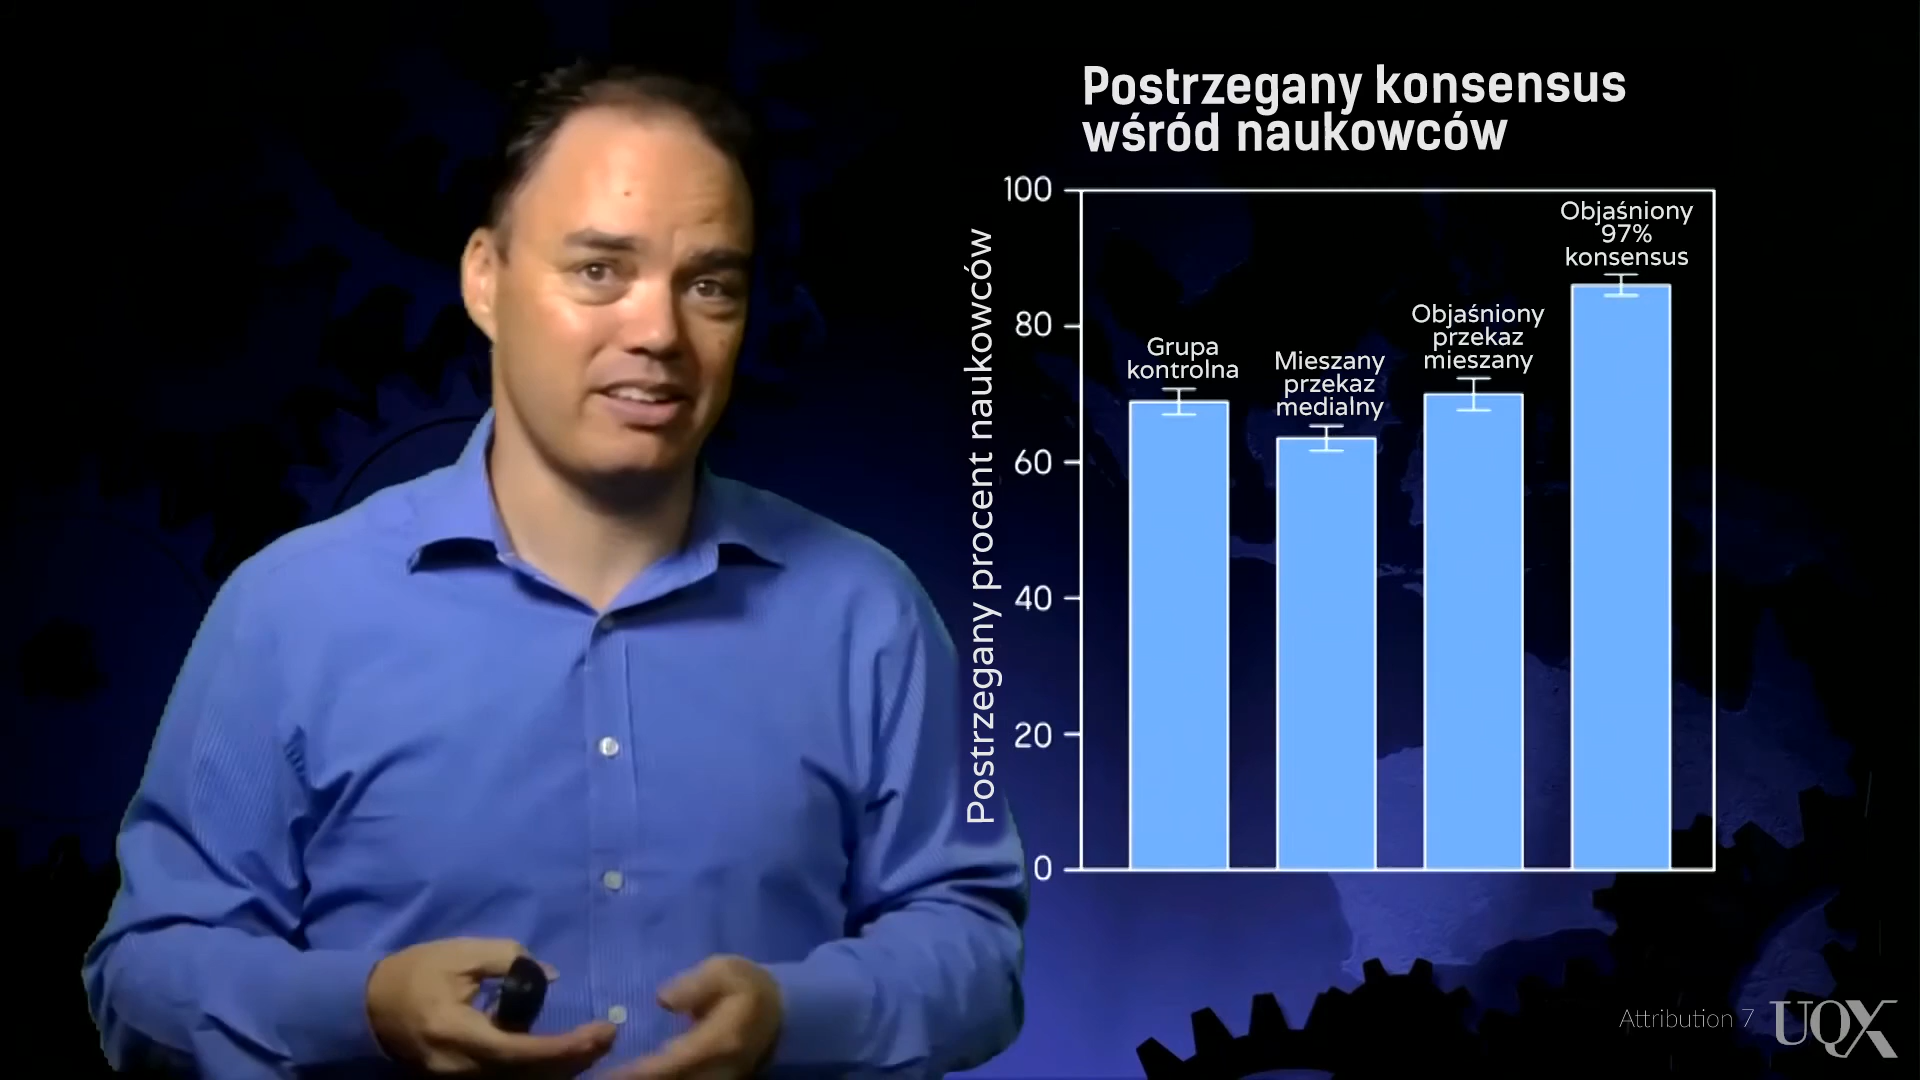 Postrzegany konsensus
wśród naukowców
Postrzegany procent naukowców
100
80
60
40
20
0
Grupa
kontrolna
Mieszany
przekaz
medialny
Objaśniony
przekaz
mieszany
Objaśniony
97%
konsensus
Attribution 7
UQX